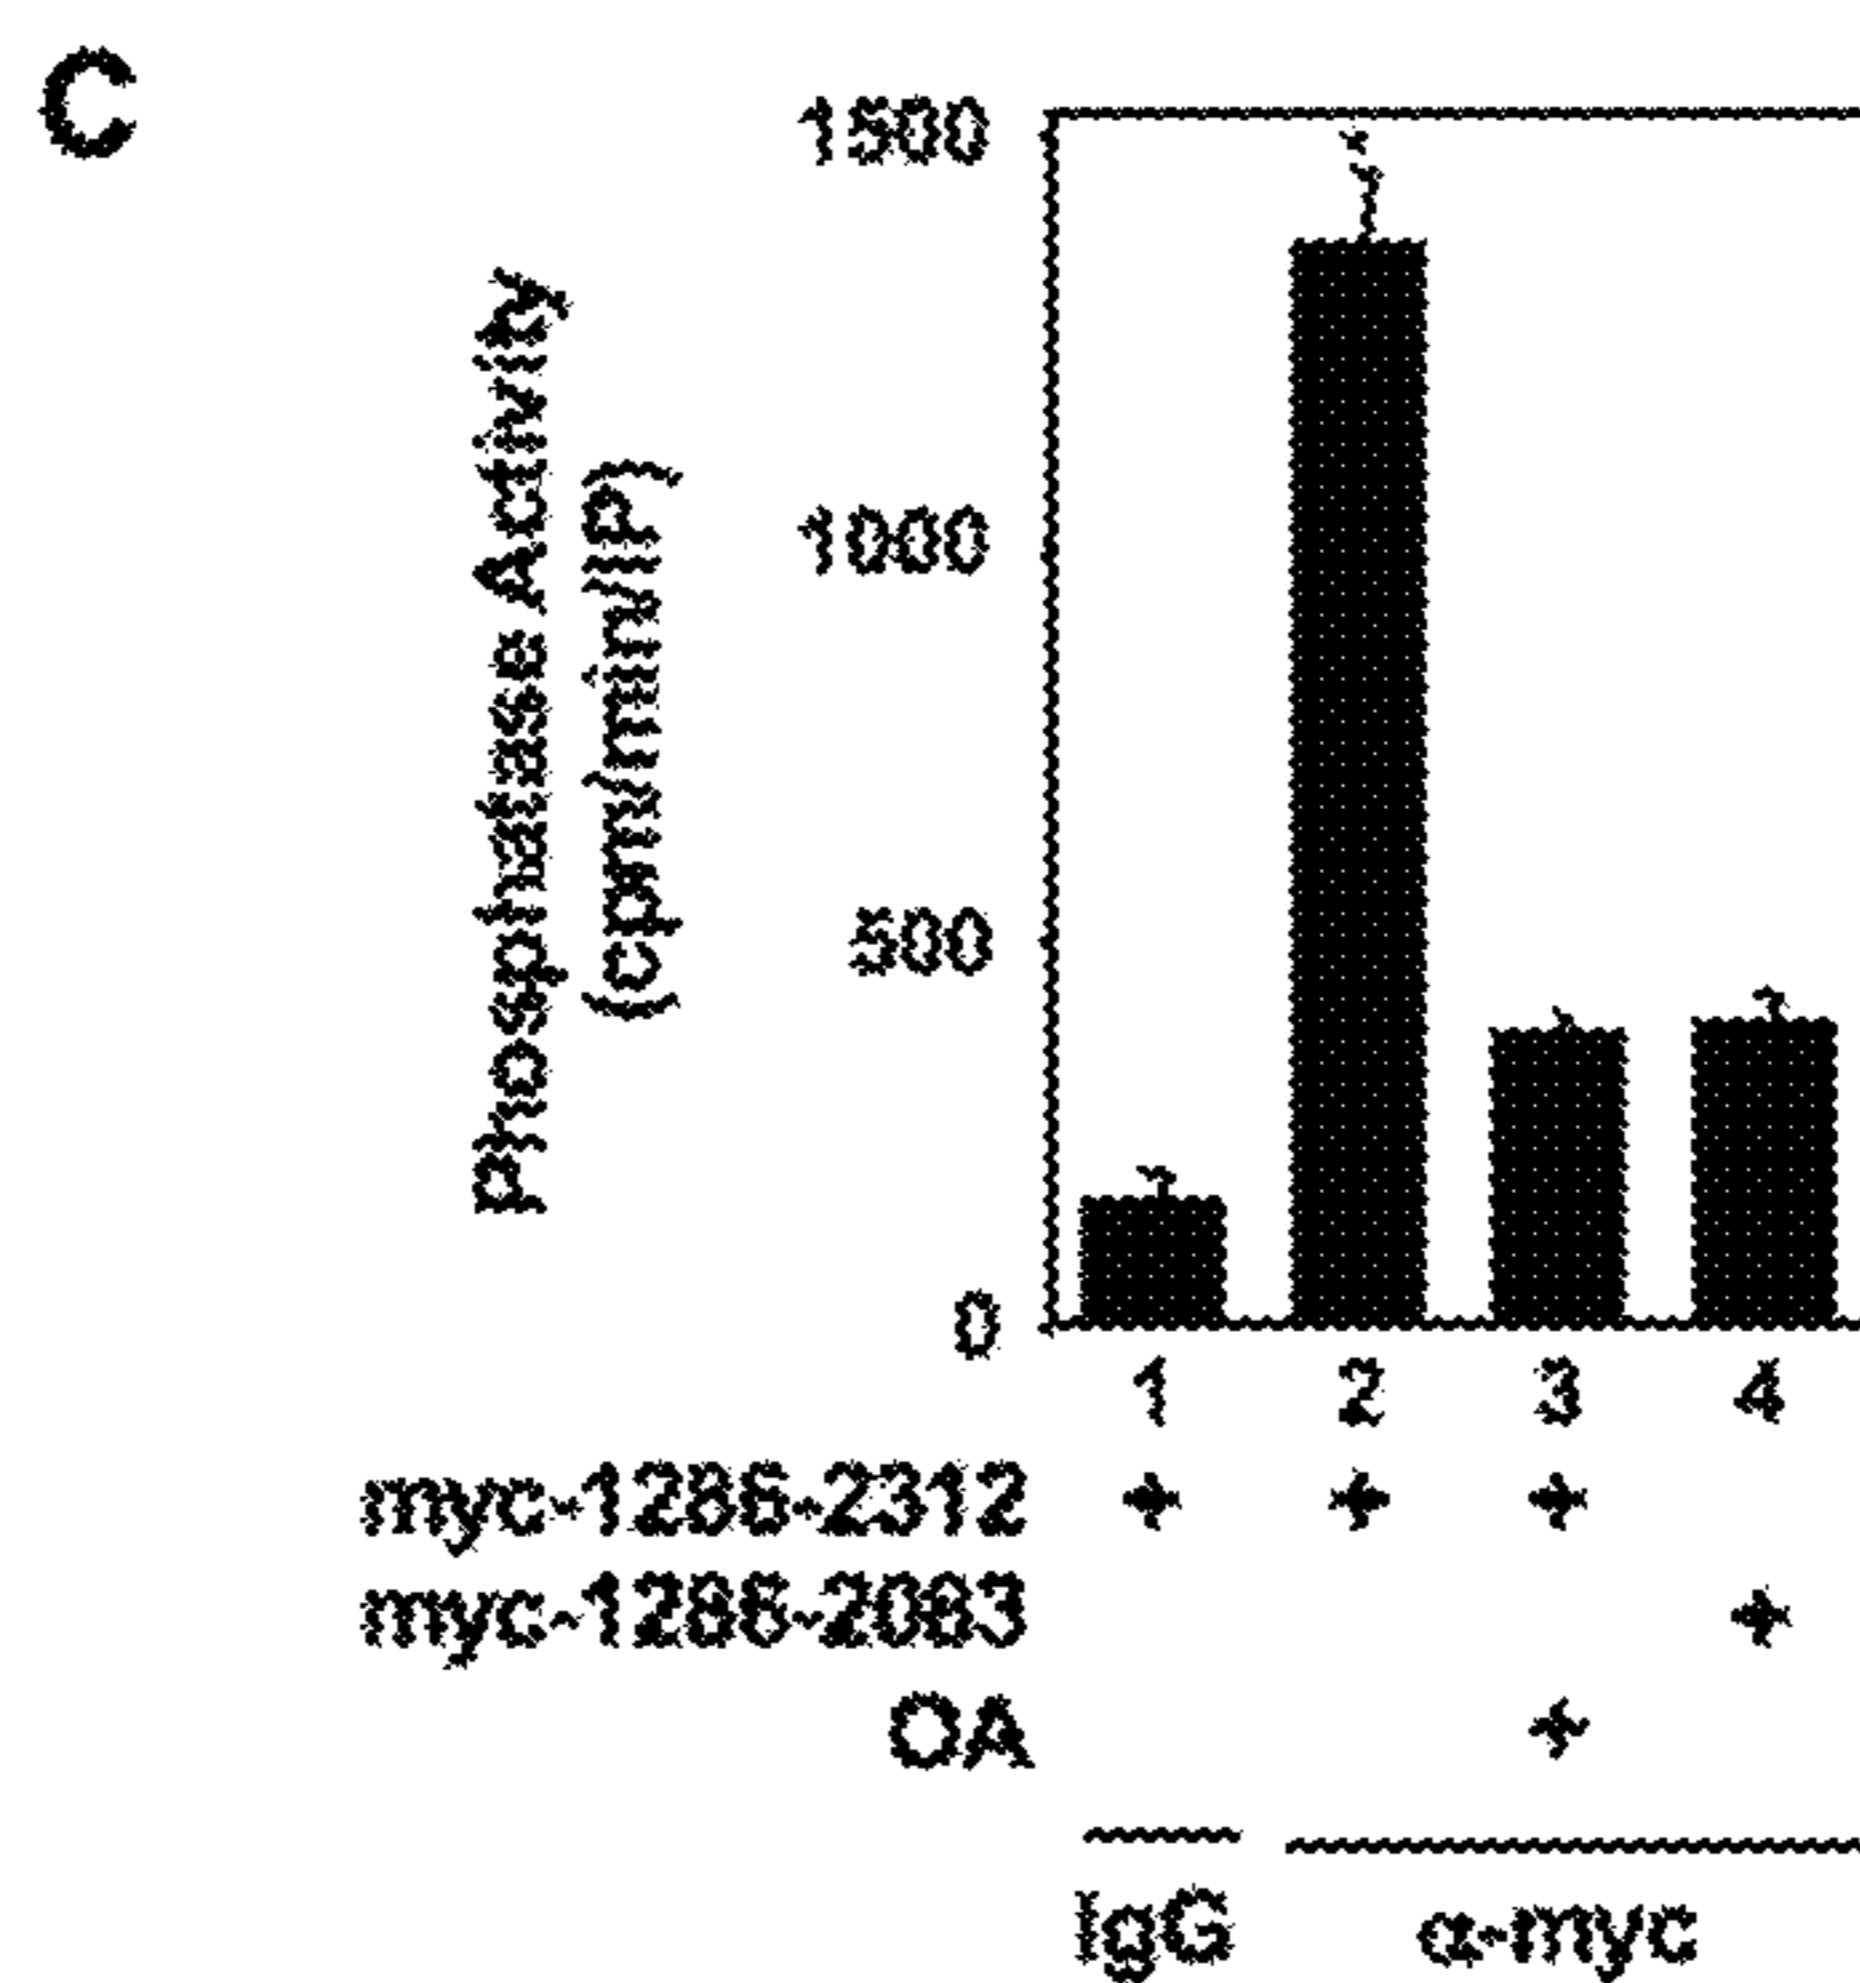 C
1500
1000
500
0
Phosphatase Activity
(cpm/min/IP)
1 2 3 4
myc-1286-2312 + + +
myc-1286-2083 +
OA +
IgG α-myc